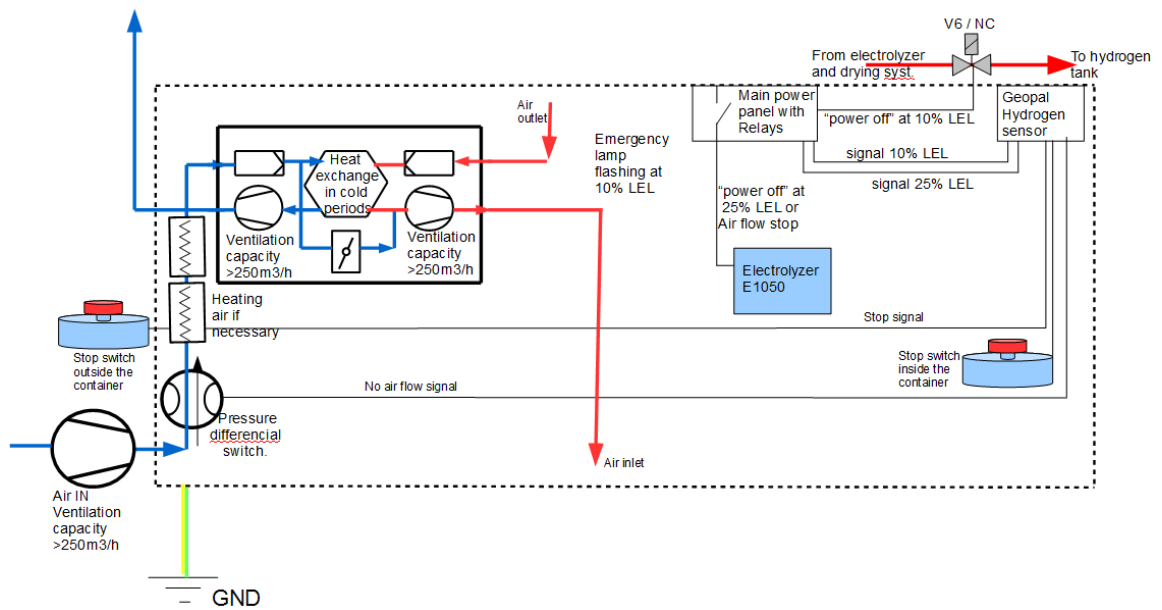 V6 / NC
From electrolyzer
and drying syst.
To hydrogen
tank
Main power
panel with
Relays
Geopal
Hydrogen
sensor
"power off" at 10% LEL
signal 10% LEL
signal 25% LEL
Air
outlet
Emergency
lamp
flashing at
10% LEL
Heat
exchange
in cold
periods
"power off" at
25% LEL or
Air flow stop
Ventilation
capacity
>250m3/h
Ventilation
capacity
>250m3/h
Electrolyzer
E1050
Heating
air if
necessary
Stop signal
Stop switch
outside the
container
Stop switch
inside the
container
No air flow signal
Pressure
differencial
switch.
Air inlet
Air IN
Ventilation
capacity
>250m3/h
GND